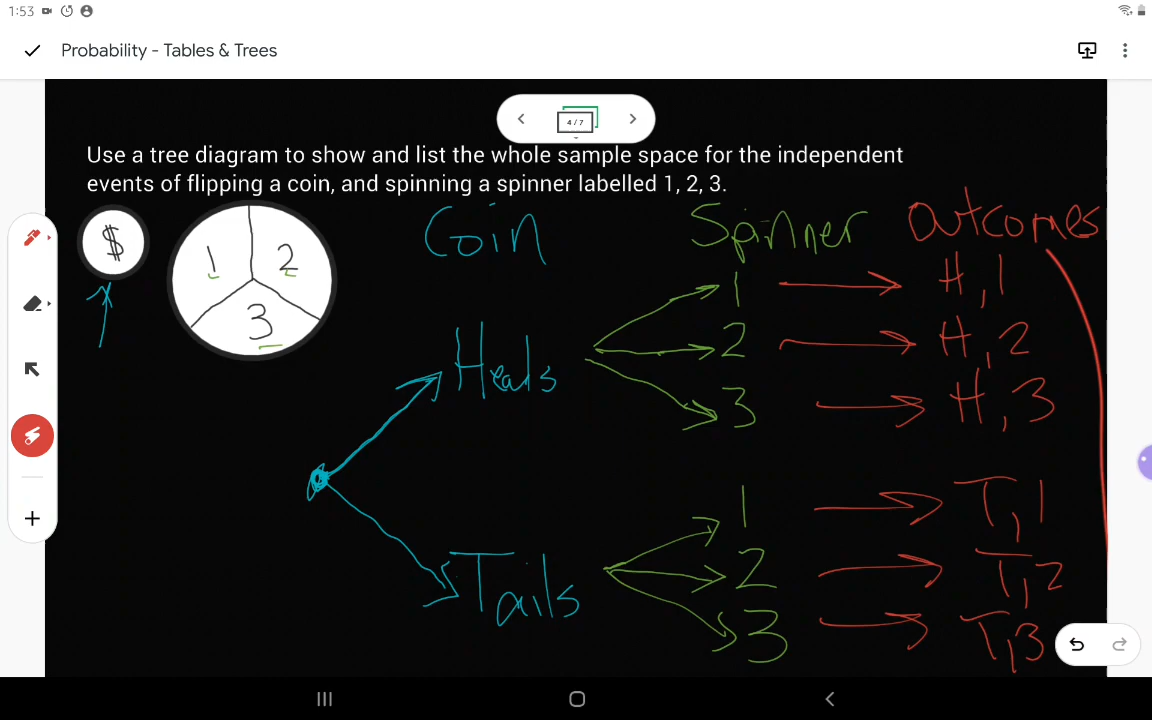 1:53
Probability - Tables & Trees
4 / 7
Use a tree diagram to show and list the whole sample space for the independent
events of flipping a coin, and spinning a spinner labelled 1, 2, 3.
$
1 2
3
Coin Spinner Outcomes
1 H,1
Heads 2 H,2
3 H,3
1 T,1
Tails 2 T,2
3 T,3